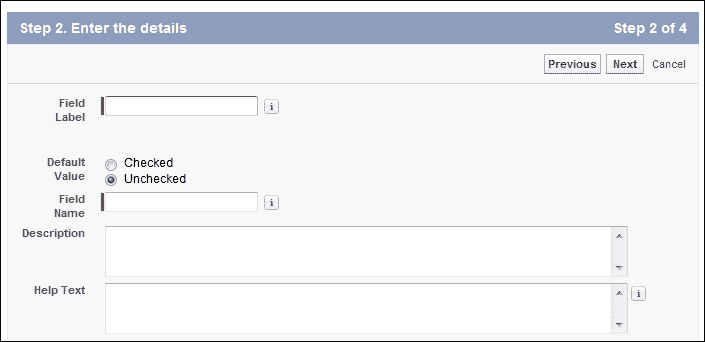 Step 2. Enter the details Step 2 of 4
Previous Next Cancel
Field
Label
i
Default
Value
Checked
Unchecked
Field
Name
i
Description
Help Text
i